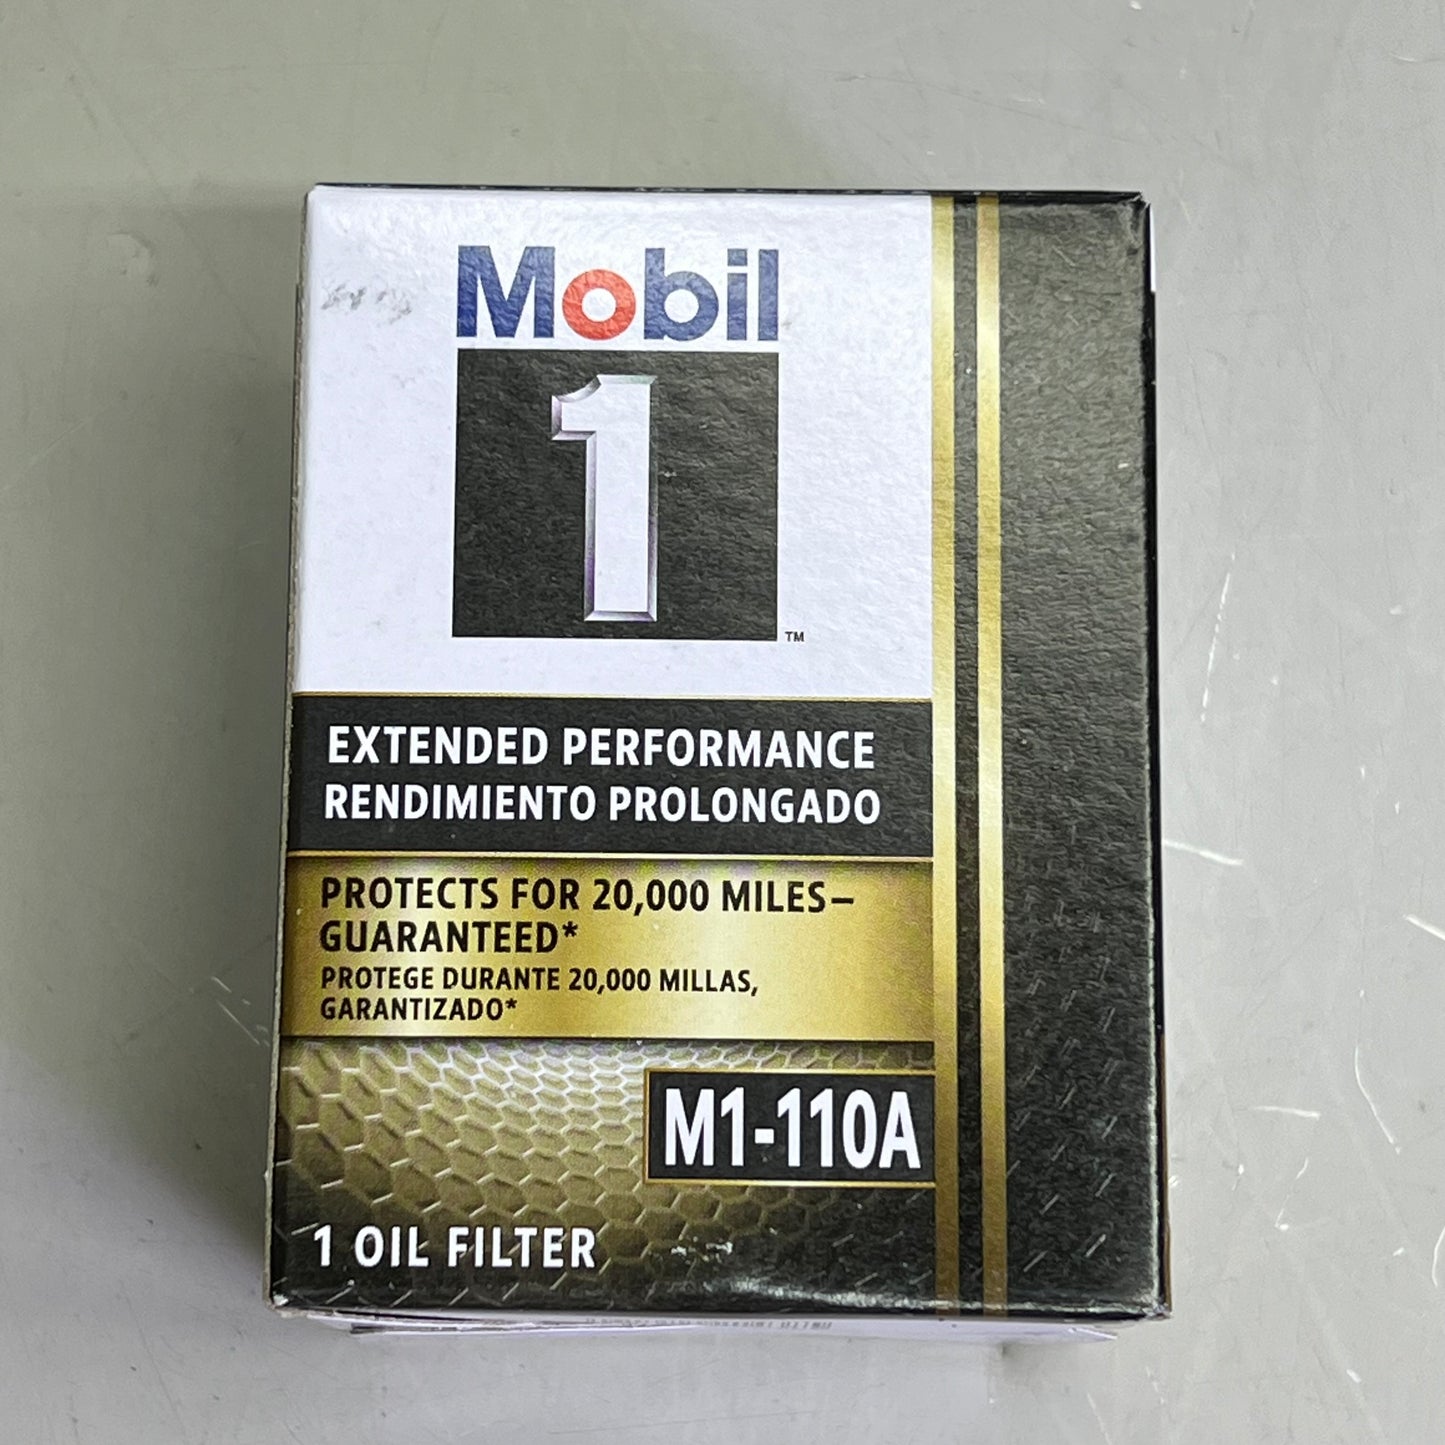 Mobil
1
TM
EXTENDED PERFORMANCE
RENDIMIENTO PROLONGADO
PROTECTS FOR 20,000 MILES–
GUARANTEED*
PROTEGE DURANTE 20,000 MILLAS,
GARANTIZADO*
M1-110A
1 OIL FILTER